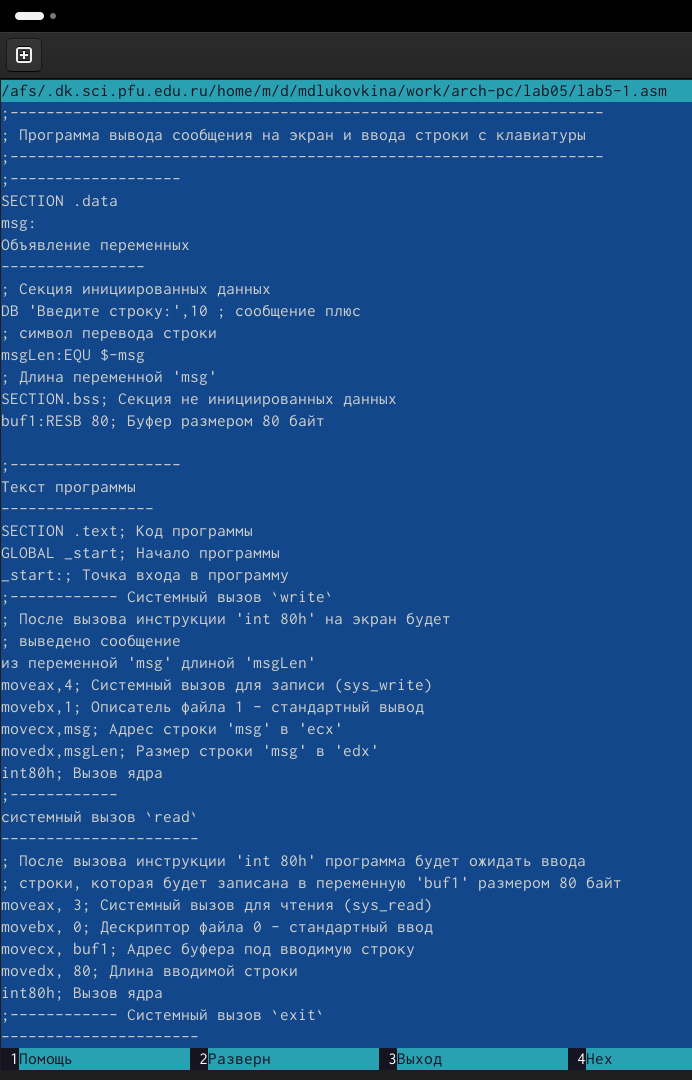 /afs/.dk.sci.pfu.edu.ru/home/m/d/mdlukovkina/work/arch-pc/lab05/lab5-1.asm
;------------------------------------------------------------------
; Программа вывода сообщения на экран и ввода строки с клавиатуры
;------------------------------------------------------------------
;-------------------
SECTION .data
msg:
Объявление переменных
----------------
; Секция инициированных данных
DB 'Введите строку:',10 ; сообщение плюс
; символ перевода строки
msgLen:EQU $-msg
; Длина переменной 'msg'
SECTION.bss; Секция не инициированных данных
buf1:RESB 80; Буфер размером 80 байт
;-------------------
Текст программы
-----------------
SECTION .text; Код программы
GLOBAL _start; Начало программы
_start:; Точка входа в программу
;------------ Системный вызов `write`
; После вызова инструкции 'int 80h' на экран будет
; выведено сообщение
из переменной 'msg' длиной 'msgLen'
moveax,4; Системный вызов для записи (sys_write)
movebx,1; Описатель файла 1 - стандартный вывод
movecx,msg; Адрес строки 'msg' в 'ecx'
movedx,msgLen; Размер строки 'msg' в 'edx'
int80h; Вызов ядра
;------------
системный вызов `read`
----------------------
; После вызова инструкции 'int 80h' программа будет ожидать ввода
; строки, которая будет записана в переменную 'buf1' размером 80 байт
moveax, 3; Системный вызов для чтения (sys_read)
movebx, 0; Дескриптор файла 0 - стандартный ввод
movecx, buf1; Адрес буфера под вводимую строку
movedx, 80; Длина вводимой строки
int80h; Вызов ядра
;------------ Системный вызов `exit`
----------------------
1Помощь 2Разверн 3Выход 4Hex